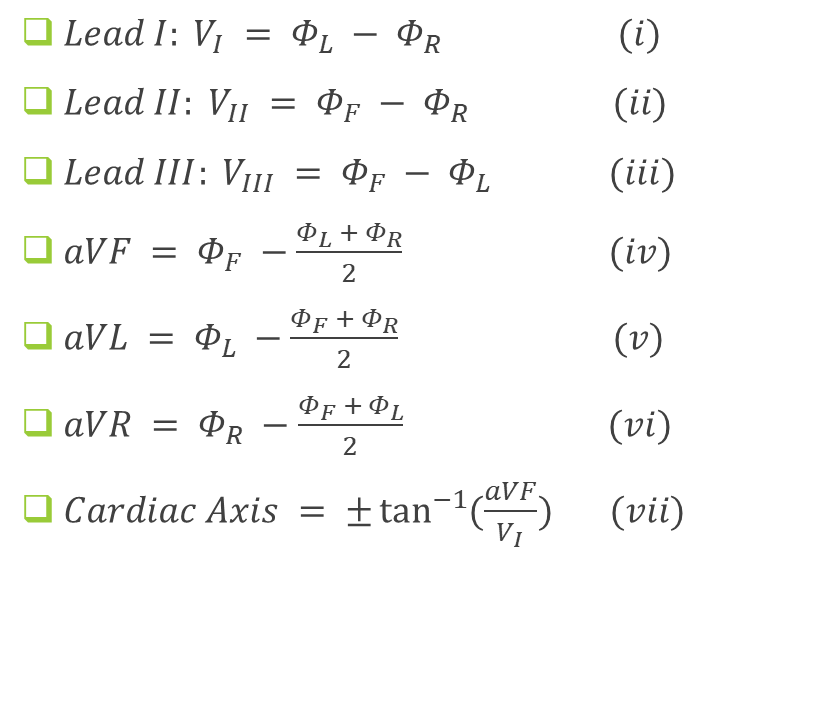 ❑ Lead I: V_I = Φ_L − Φ_R (i)
❑ Lead II: V_II = Φ_F − Φ_R (ii)
❑ Lead III: V_III = Φ_F − Φ_L (iii)
❑ aVF = Φ_F − (Φ_L + Φ_R)/2 (iv)
❑ aVL = Φ_L − (Φ_F + Φ_R)/2 (v)
❑ aVR = Φ_R − (Φ_F + Φ_L)/2 (vi)
❑ Cardiac Axis = ± tan⁻¹(aVF/V_I) (vii)